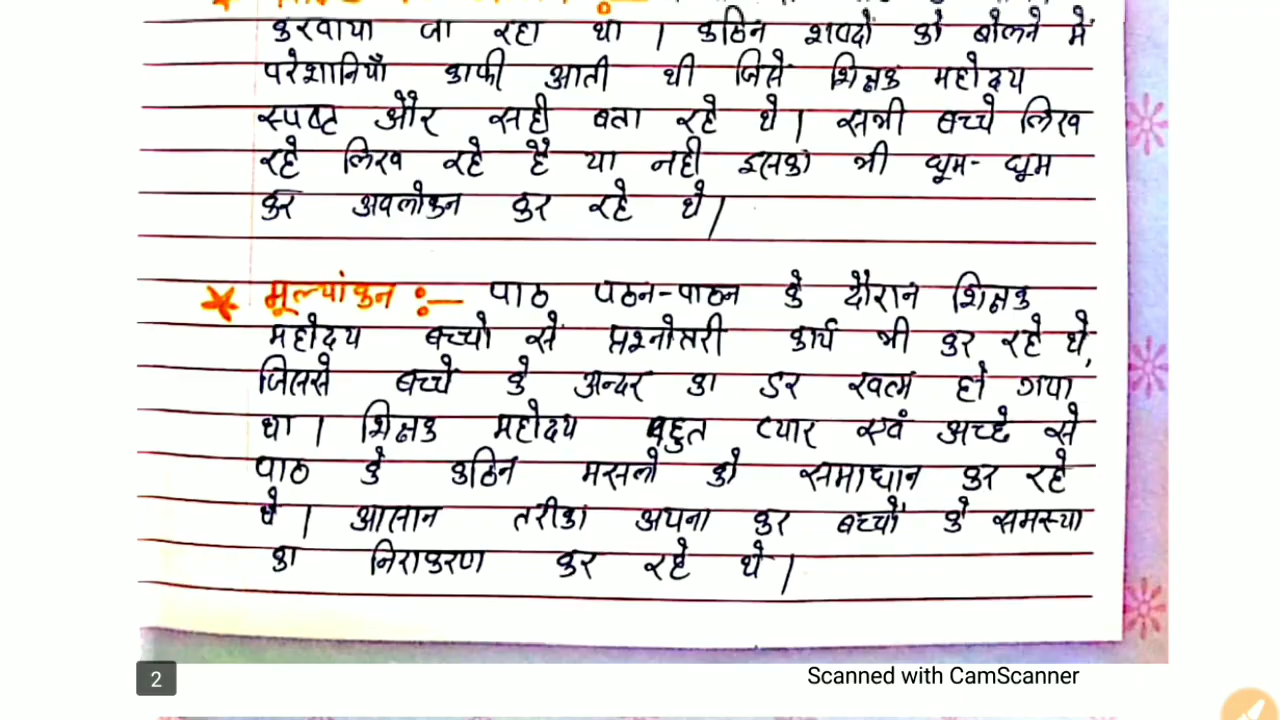 करवाया जा रहा था । कठिन शब्दों को बोलने में
परेशानियाँ काफी आती थी जिसे शिक्षक महोदय
स्पष्ट और सही बता रहे थे । सभी बच्चे लिख
रहे लिख रहे है या नही इसका भी घूम-घूम
कर अवलोकन कर रहे थे ।
★ मूल्यांकन :— पाठ पठन-पाठन के दौरान शिक्षक
महोदय बच्चो से प्रश्नोतरी कार्य भी कर रहे थे,
जिससे बच्चे के अन्दर का डर खत्म हो गया
था । शिक्षक महोदय बहुत प्यार एवं अच्छे से
पाठ के कठिन मसलो को समाधान कर रहे
थे । आसान तरीका अपना कर बच्चों के समस्या
का निराकरण कर रहे थे ।
2
Scanned with CamScanner